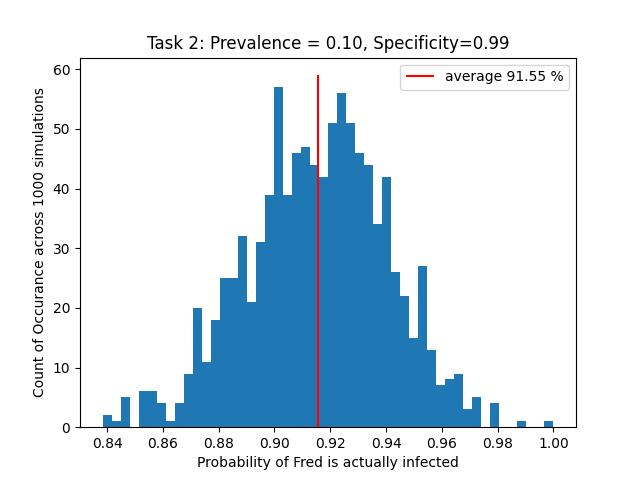 Task 2: Prevalence = 0.10, Specificity=0.99
average 91.55 %
Count of Occurance across 1000 simulations
60
50
40
30
20
10
0
0.84 0.86 0.88 0.90 0.92 0.94 0.96 0.98 1.00
Probability of Fred is actually infected